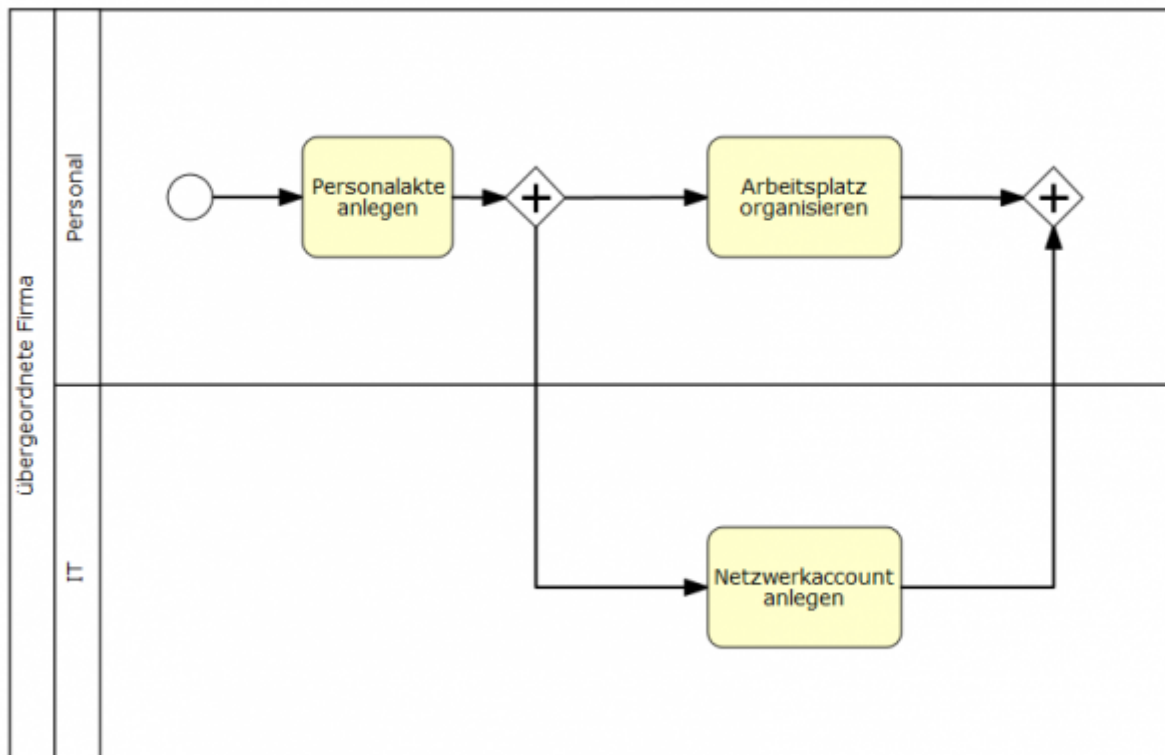 übergeordnete Firma
Personal
Personalakte
anlegen
Arbeitsplatz
organisieren
IT
Netzwerkaccount
anlegen